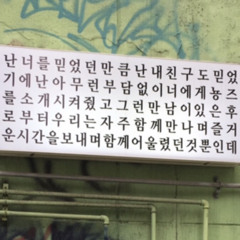 난너를믿었던만큼난내친구도믿었
기에난아무런부담없이너에게뇽즈
를소개시켜줬고그런만남이있은후
로부터우리는자주함께만나며즐거
운시간을보내며함께어울렸던것뿐인데